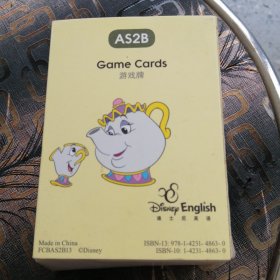 AS2B
Game Cards
游戏牌
Disney English
迪士尼英语
Made in China
FCBAS2B13 ©Disney
ISBN-13: 978-1-4231-4863-0
ISBN-10: 1-4231-4863-0